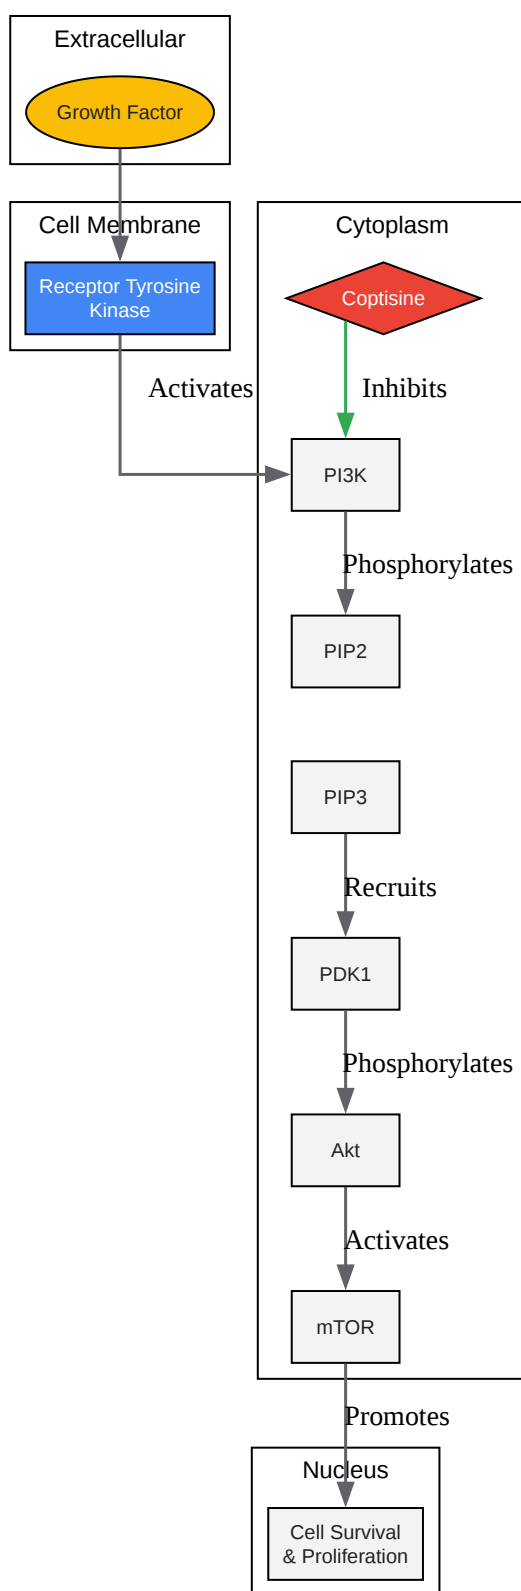 Extracellular
Growth Factor
Cell Membrane
Cytoplasm
Receptor Tyrosine
Kinase
Coptisine
Activates
Inhibits
PI3K
Phosphorylates
PIP2
PIP3
Recruits
PDK1
Phosphorylates
Akt
Activates
mTOR
Promotes
Nucleus
Cell Survival
& Proliferation